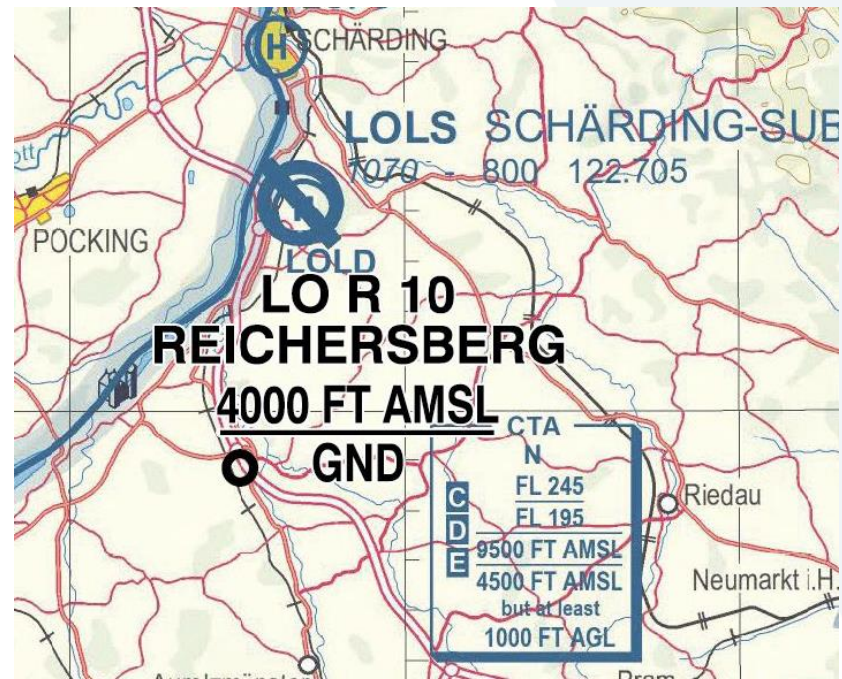 H SCHÄRDING
LOLS SCHÄRDING-SUB
1070 - 800 122.705
POCKING
LOLD
LO R 10
REICHERSBERG
4000 FT AMSL
GND
CTA
N
C FL 245
FL 195
D 9500 FT AMSL
E 4500 FT AMSL
but at least
1000 FT AGL
Riedau
Neumarkt i.H.